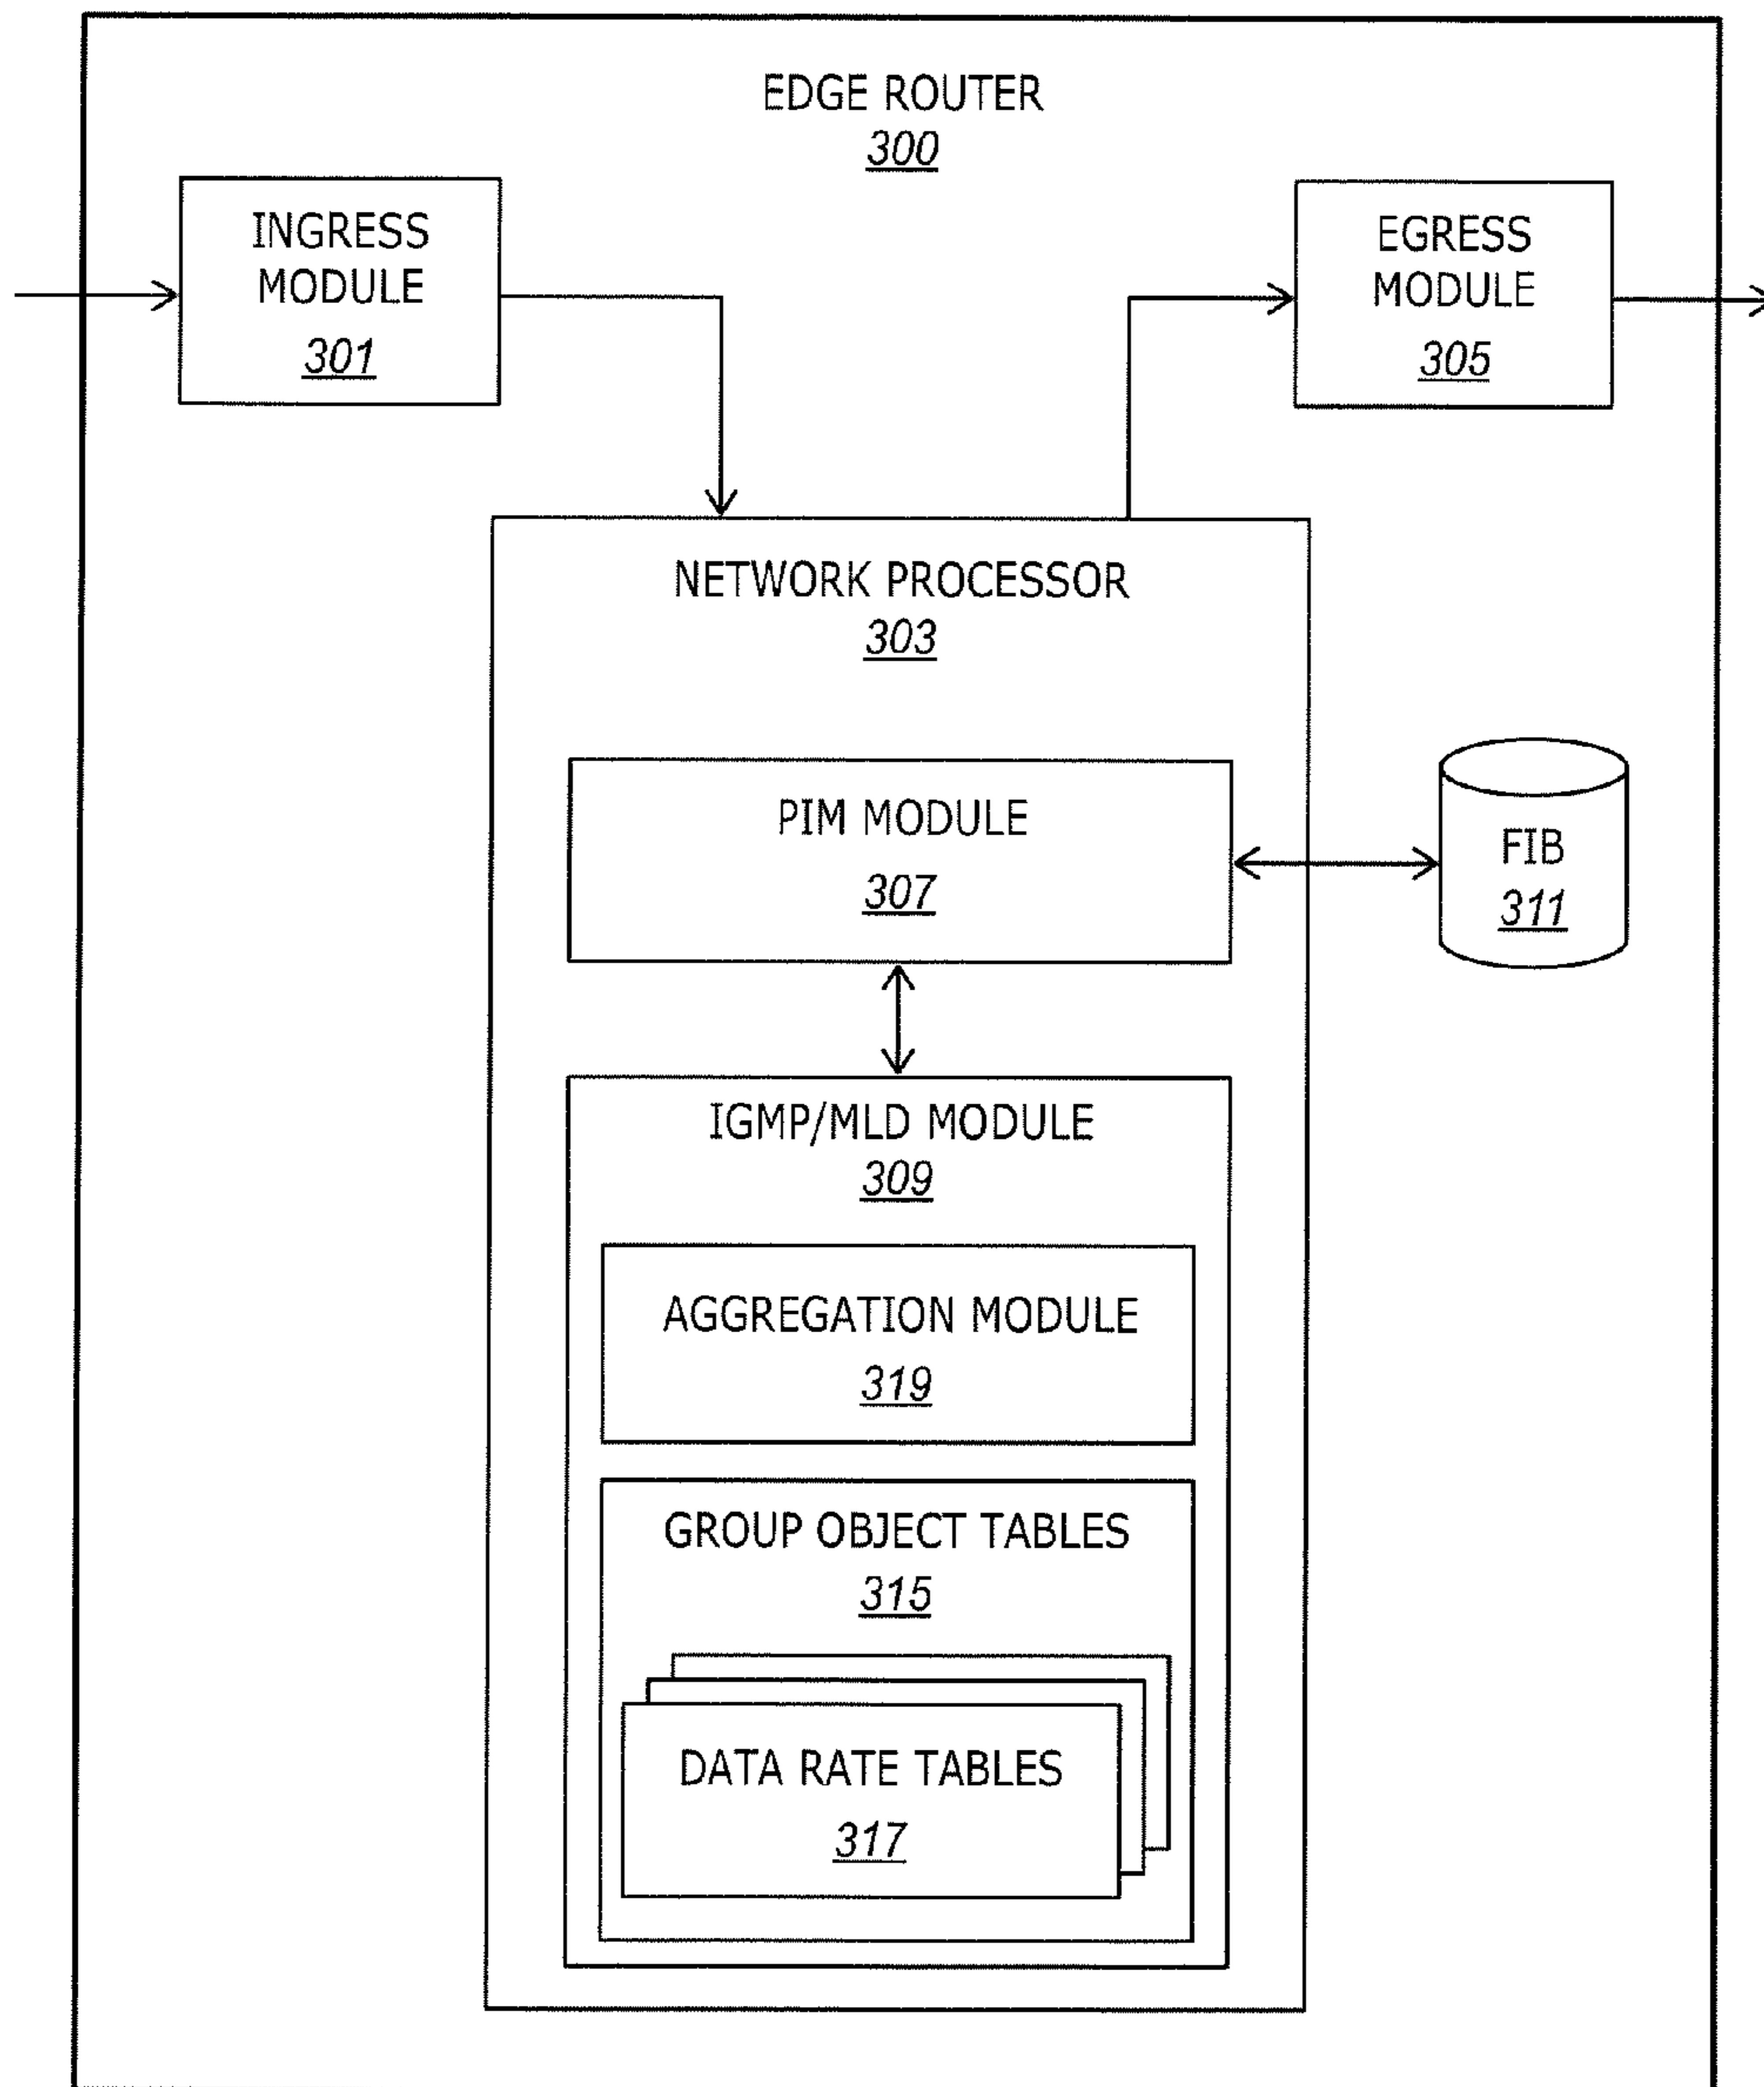 EDGE ROUTER
300
INGRESS
MODULE
301
EGRESS
MODULE
305
NETWORK PROCESSOR
303
PIM MODULE
307
FIB
311
IGMP/MLD MODULE
309
AGGREGATION MODULE
319
GROUP OBJECT TABLES
315
DATA RATE TABLES
317